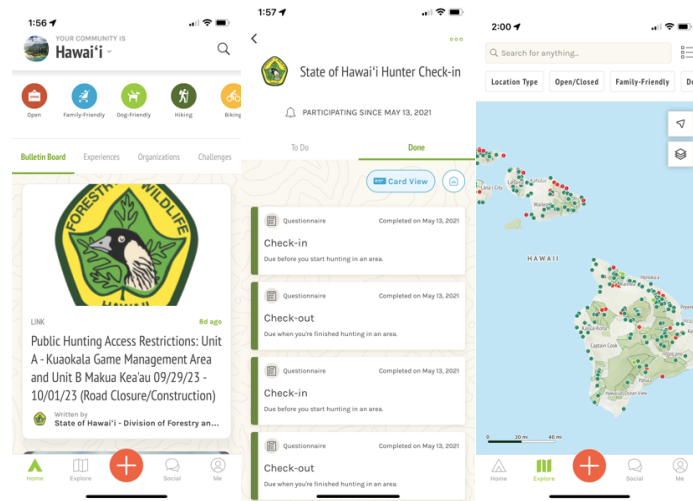 1:56
YOUR COMMUNITY IS
Hawaiʻi
Open
Family-Friendly
Dog-Friendly
Hiking
Biking
Bulletin Board
Experiences
Organizations
Challenges
FORESTRY
WILDLIFE
HAWAII
LINK
8d ago
Public Hunting Access Restrictions: Unit
A - Kuaokala Game Management Area
and Unit B Makua Kea'au 09/29/23 -
10/01/23 (Road Closure/Construction)
Written by
State of Hawai'i - Division of Forestry an...
Home
Explore
Social
Me
1:57
State of Hawaiʻi Hunter Check-in
PARTICIPATING SINCE MAY 13, 2021
To Do
Done
Card View
Questionnaire
Completed on May 13, 2021
Check-in
Due before you start hunting in an area.
Questionnaire
Completed on May 13, 2021
Check-out
Due when you're finished hunting in an area.
Questionnaire
Completed on May 13, 2021
Check-in
Due before you start hunting in an area.
Questionnaire
Completed on May 13, 2021
Check-out
2:00
Search for anything..
Location Type
Open/Closed
Family-Friendly
HAWAII
Captain Cook
0
20 mi
40 mi
Home
Explore
Social
Me